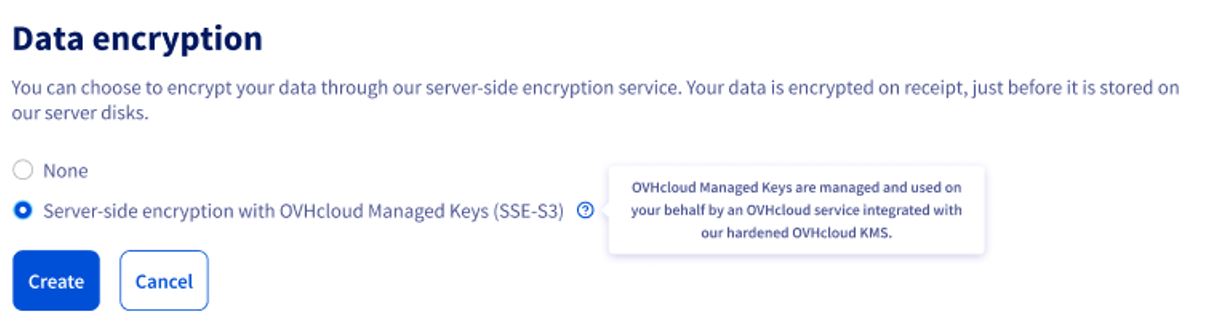 Data encryption
You can choose to encrypt your data through our server-side encryption service. Your data is encrypted on receipt, just before it is stored on
our server disks.
None
Server-side encryption with OVHcloud Managed Keys (SSE-S3)
OVHcloud Managed Keys are managed and used on
your behalf by an OVHcloud service integrated with
our hardened OVHcloud KMS.
Create
Cancel